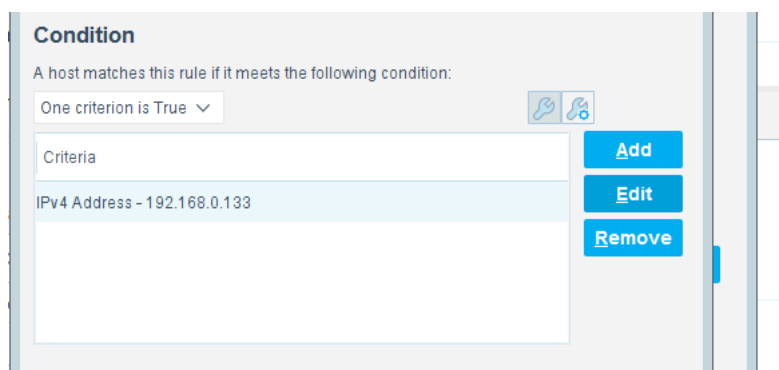 Condition
A host matches this rule if it meets the following condition:
One criterion is True
Criteria
Add
IPv4 Address - 192.168.0.133
Edit
Remove